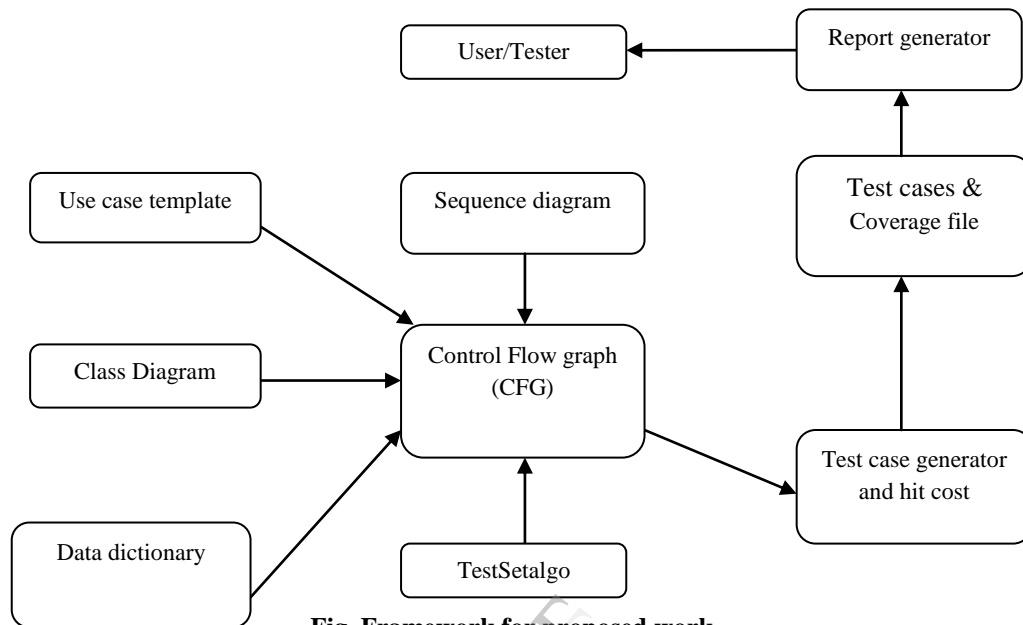 Report generator
User/Tester
Use case template
Sequence diagram
Test cases &
Coverage file
Control Flow graph
(CFG)
Class Diagram
Test case generator
and hit cost
Data dictionary
TestSetalgo
Fig. Framework for proposed work